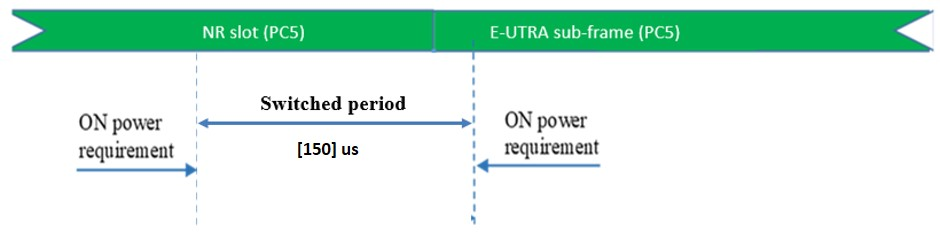 NR slot (PC5)
E-UTRA sub-frame (PC5)
Switched period
ON power
requirement
[150] us
ON power
requirement